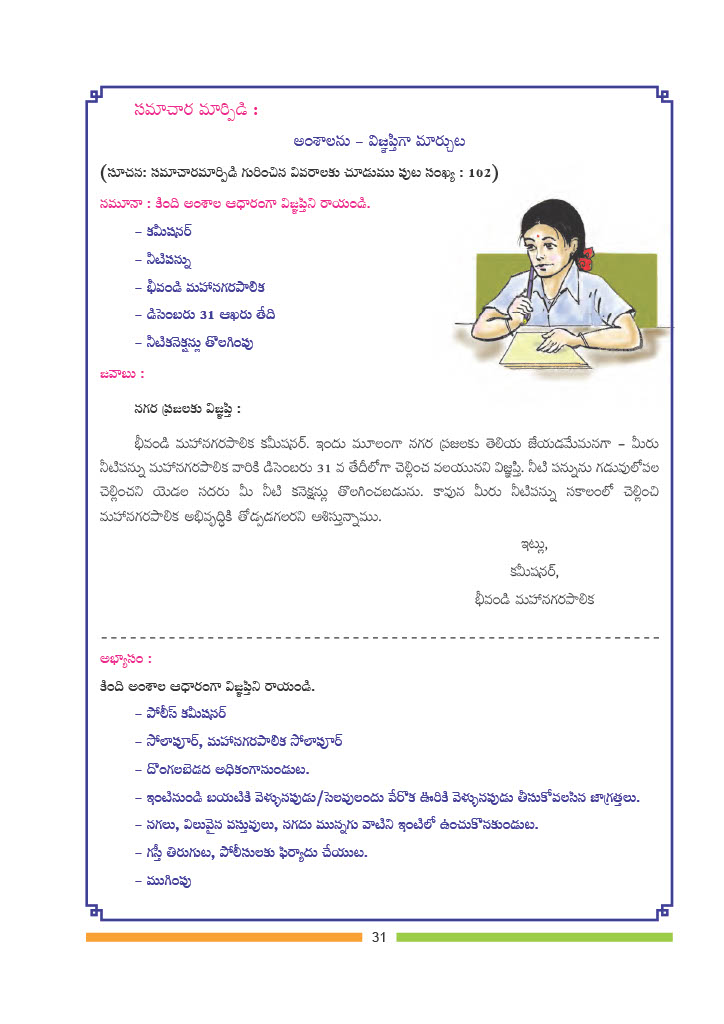 సమాచార మార్పిడి :
అంశాలను – విజ్ఞప్తిగా మార్చుట
(సూచన: సమాచారమార్పిడి గురించిన వివరాలకు చూడుము పుట సంఖ్య : 102)
నమూనా : కింది అంశాల ఆధారంగా విజ్ఞప్తిని రాయండి.
– కమీషనర్
– నీటిపన్ను
– భీవండి మహానగరపాలిక
– డిసెంబరు 31 ఆఖరు తేది
– నీటికనెక్షన్లు తొలగింపు
జవాబు :
నగర ప్రజలకు విజ్ఞప్తి :
భీవండి మహానగరపాలిక కమీషనర్. ఇందు మూలంగా నగర ప్రజలకు తెలియ జేయడమేమనగా – మీరు
నీటిపన్ను మహానగరపాలిక వారికి డిసెంబరు 31 వ తేదీలోగా చెల్లించ వలయునని విజ్ఞప్తి. నీటి పన్నును గడువులోపల
చెల్లించని యెడల సదరు మీ నీటి కనెక్షన్లు తొలగించబడును. కావున మీరు నీటిపన్ను సకాలంలో చెల్లించి
మహానగరపాలిక అభివృద్ధికి తోడ్పడగలరని ఆశిస్తున్నాము.
ఇట్లు,
కమీషనర్,
భీవండి మహానగరపాలిక
అభ్యాసం :
కింది అంశాల ఆధారంగా విజ్ఞప్తిని రాయండి.
– పోలీస్ కమీషనర్
– సోలాపూర్, మహానగరపాలిక సోలాపూర్
– దొంగలబెడద అధికంగానుండుట.
– ఇంటినుండి బయటికి వెళ్ళునపుడు/సెలవులందు వేరొక ఊరికి వెళ్ళునపుడు తీసుకోవలసిన జాగ్రత్తలు.
– నగలు, విలువైన వస్తువులు, నగదు మున్నగు వాటిని ఇంటిలో ఉంచుకొనకుండుట.
– గస్తీ తిరుగుట, పోలీసులకు ఫిర్యాదు చేయుట.
– ముగింపు
31